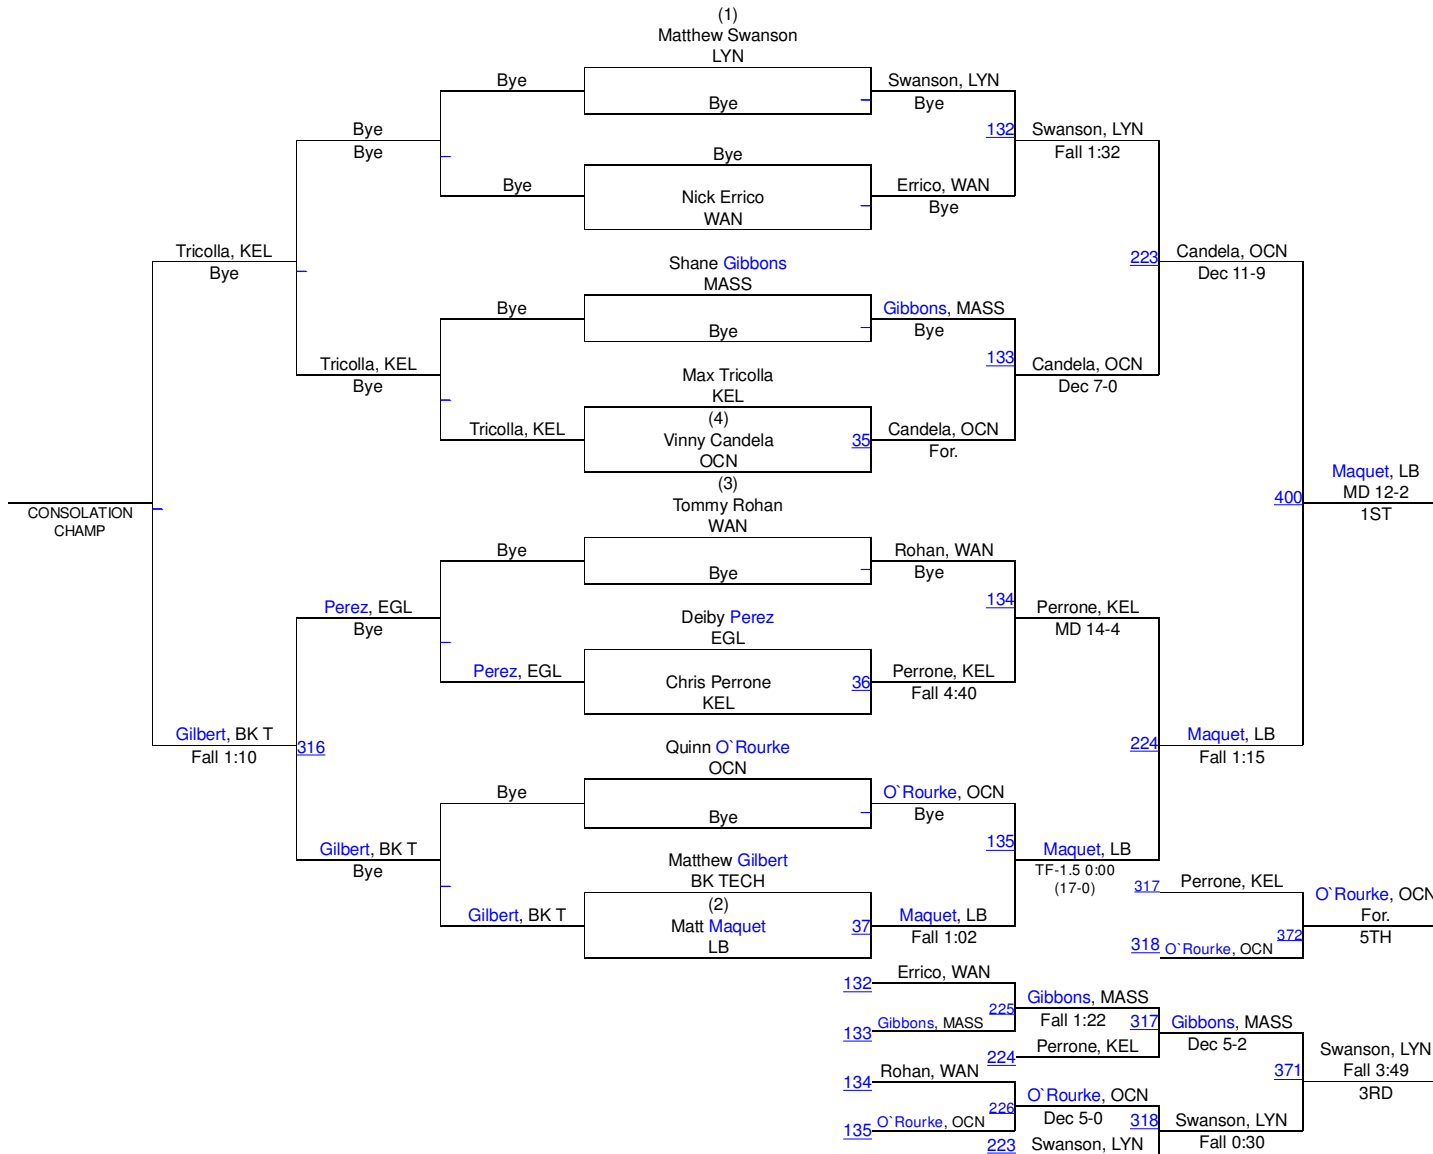 (1)
Matthew Swanson
LYN
Bye
Swanson, LYN
Bye
Bye
132
Swanson, LYN
Fall 1:32
Bye
Bye
Bye
Bye
Nick Errico
WAN
Errico, WAN
Bye
Tricolla, KEL
Bye
Shane Gibbons
MASS
223
Candela, OCN
Dec 11-9
Bye
Bye
Gibbons, MASS
Bye
133
Candela, OCN
Dec 7-0
Tricolla, KEL
Bye
Max Tricolla
KEL
Tricolla, KEL
(4)
Vinny Candela
OCN
35
Candela, OCN
For.
(3)
Tommy Rohan
WAN
400
Maquet, LB
MD 12-2
1ST
CONSOLATION
CHAMP
Bye
Bye
Rohan, WAN
Bye
134
Perrone, KEL
MD 14-4
Perez, EGL
Bye
Deiby Perez
EGL
Perez, EGL
Chris Perrone
KEL
36
Perrone, KEL
Fall 4:40
Gilbert, BK T
Fall 1:10
316
Quinn O`Rourke
OCN
224
Maquet, LB
Fall 1:15
Bye
Bye
O`Rourke, OCN
Bye
135
Maquet, LB
TF-1.5 0:00
(17-0)
Gilbert, BK T
Bye
Matthew Gilbert
BK TECH
Gilbert, BK T
(2)
Matt Maquet
LB
37
Maquet, LB
Fall 1:02
317
Perrone, KEL
O`Rourke, OCN
For.
5TH
372
318
O`Rourke, OCN
132
Errico, WAN
225
Gibbons, MASS
Fall 1:22
133
Gibbons, MASS
317
Gibbons, MASS
Dec 5-2
224
Perrone, KEL
371
Swanson, LYN
Fall 3:49
3RD
134
Rohan, WAN
226
O`Rourke, OCN
Dec 5-0
135
O`Rourke, OCN
318
Swanson, LYN
Fall 0:30
223
Swanson, LYN